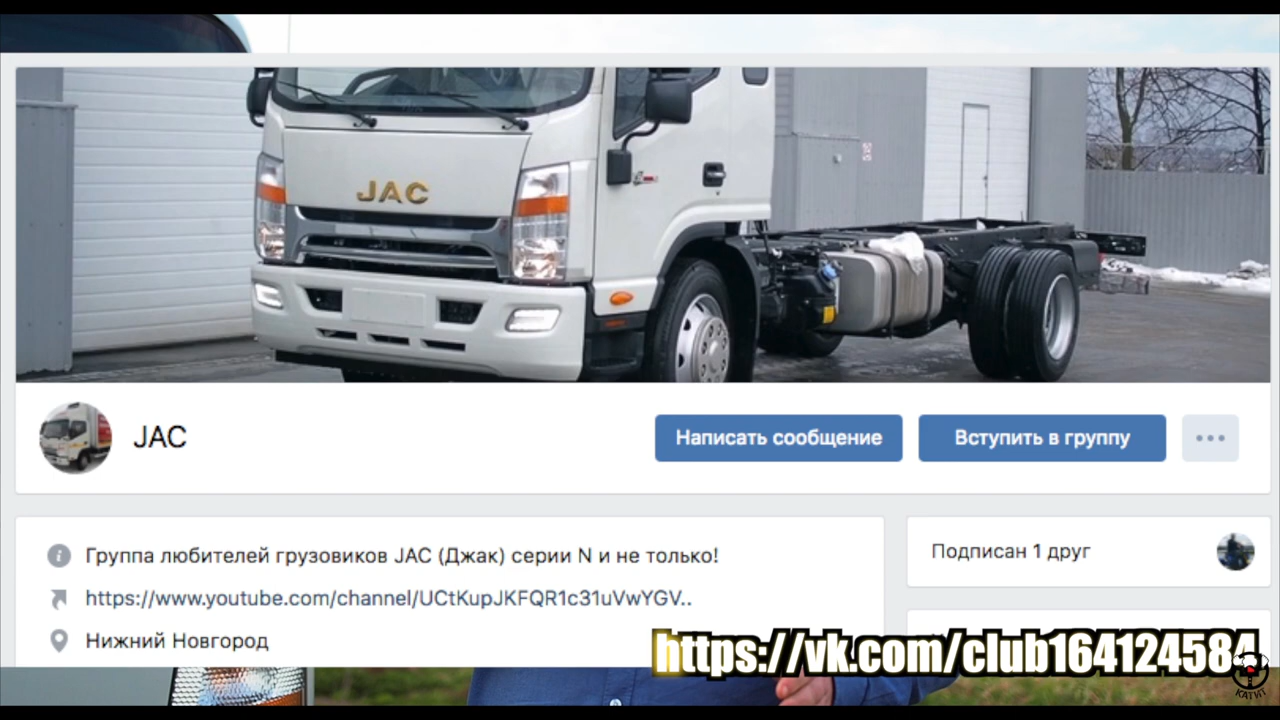 JAC
JAC
Написать сообщение
Вступить в группу
Группа любителей грузовиков JAC (Джак) серии N и не только!
Подписан 1 друг
https://www.youtube.com/channel/UCtKupJKFQR1c31uVwYGV..
Нижний Новгород
https://vk.com/club164124584
КАТИТ